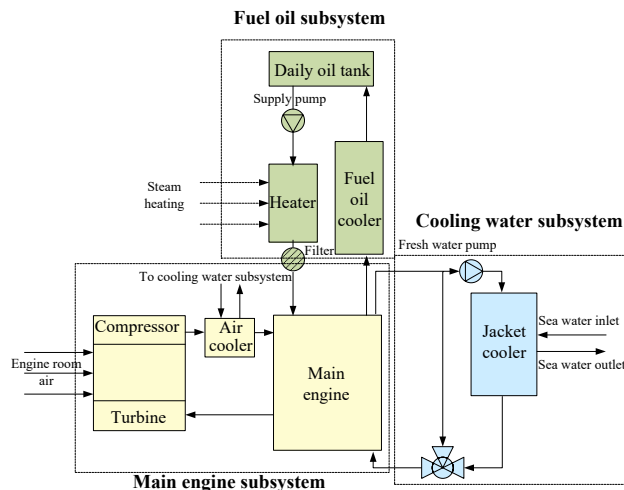 Fuel oil subsystem
Daily oil tank
Supply pump
Steam
heating
Heater
Fuel
oil
cooler
Filter
Cooling water subsystem
Fresh water pump
To cooling water subsystem
Compressor
Air
cooler
Main
engine
Jacket
cooler
Sea water inlet
Sea water outlet
Engine room
air
Turbine
Main engine subsystem